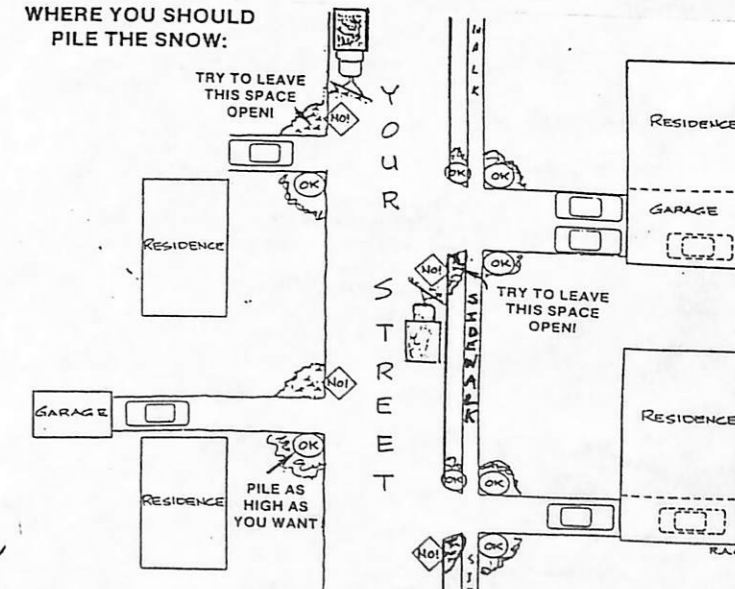 WHERE YOU SHOULD
PILE THE SNOW:
TRY TO LEAVE
THIS SPACE
OPEN!
NO!
OK
RESIDENCE
NO!
GARAGE
OK
PILE AS
HIGH AS
YOU WANT
RESIDENCE
YOUR
STREET
WALK
OK
OK
RESIDENCE
GARAGE
NO!
OK
TRY TO LEAVE
THIS SPACE
OPEN!
SIDEWALK
RESIDENCE
OK
OK
NO!
OK
SI